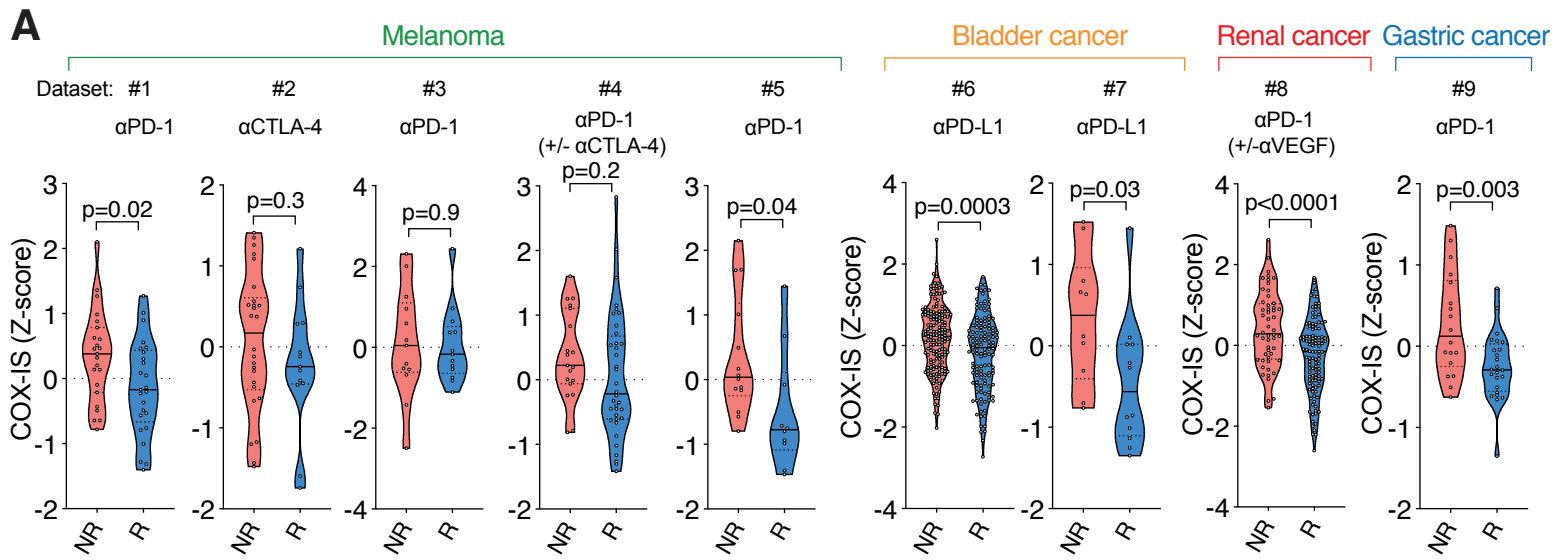 A
Melanoma Bladder cancer Renal cancer Gastric cancer
Dataset: #1 #2 #3 #4 #5 #6 #7 #8 #9
αPD-1 αCTLA-4 αPD-1 αPD-1 (+/- αCTLA-4) αPD-1 αPD-L1 αPD-L1 αPD-1 (+/-αVEGF) αPD-1
COX-IS (Z-score)
3
2
1
0
-1
-2
p=0.02
NR R
2
1
0
-1
-2
p=0.3
NR R
4
2
0
-2
-4
p=0.9
NR R
3
2
1
0
-1
-2
p=0.2
NR R
3
2
1
0
-1
-2
p=0.04
NR R
COX-IS (Z-score)
4
2
0
-2
-4
p=0.0003
NR R
2
1
0
-1
-2
p=0.03
NR R
COX-IS (Z-score)
4
2
0
-2
-4
p<0.0001
NR R
COX-IS (Z-score)
2
1
0
-1
-2
p=0.003
NR R